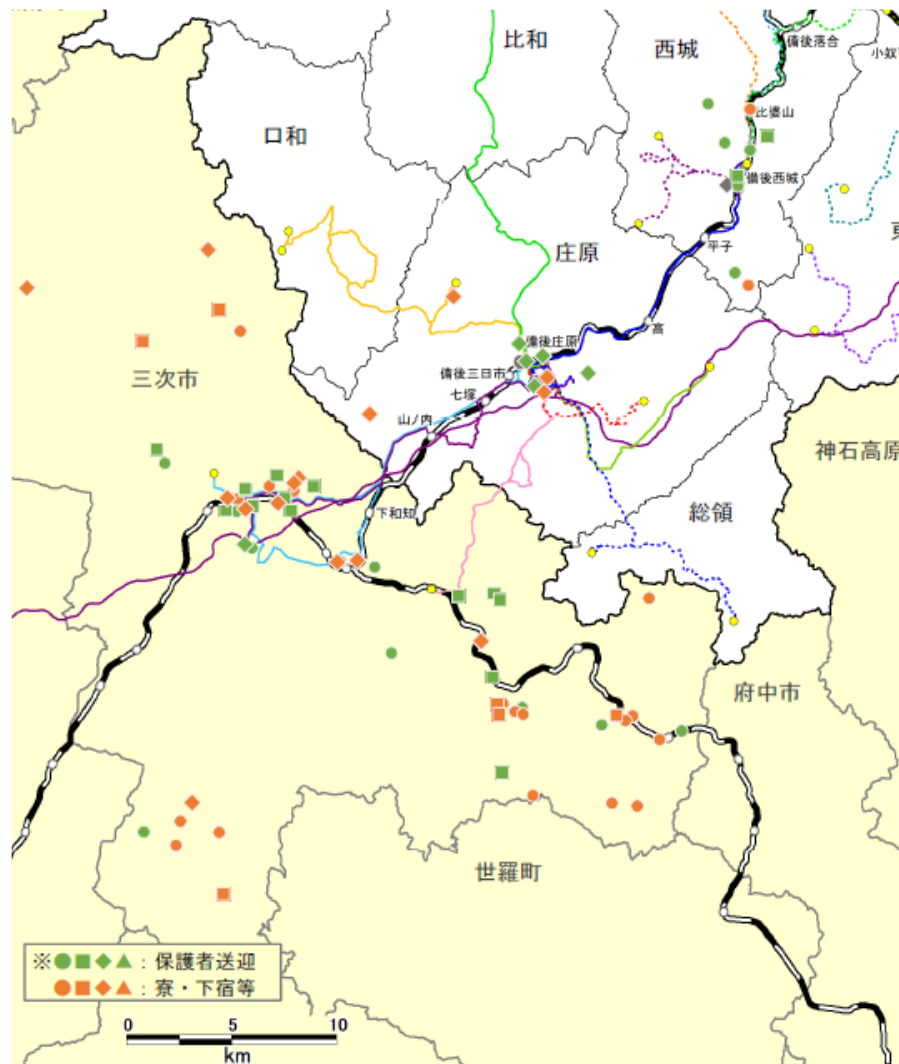 比和
西城
備後落合
小奴
比婆山
口和
備後西城
庄原
平子
東
高
備後庄原
備後三日市
七塚
三次市
山ノ内
神石高原
総領
下和知
府中市
世羅町
※●■◆▲:保護者送迎
●■◆▲:寮・下宿等
0 5 10
km